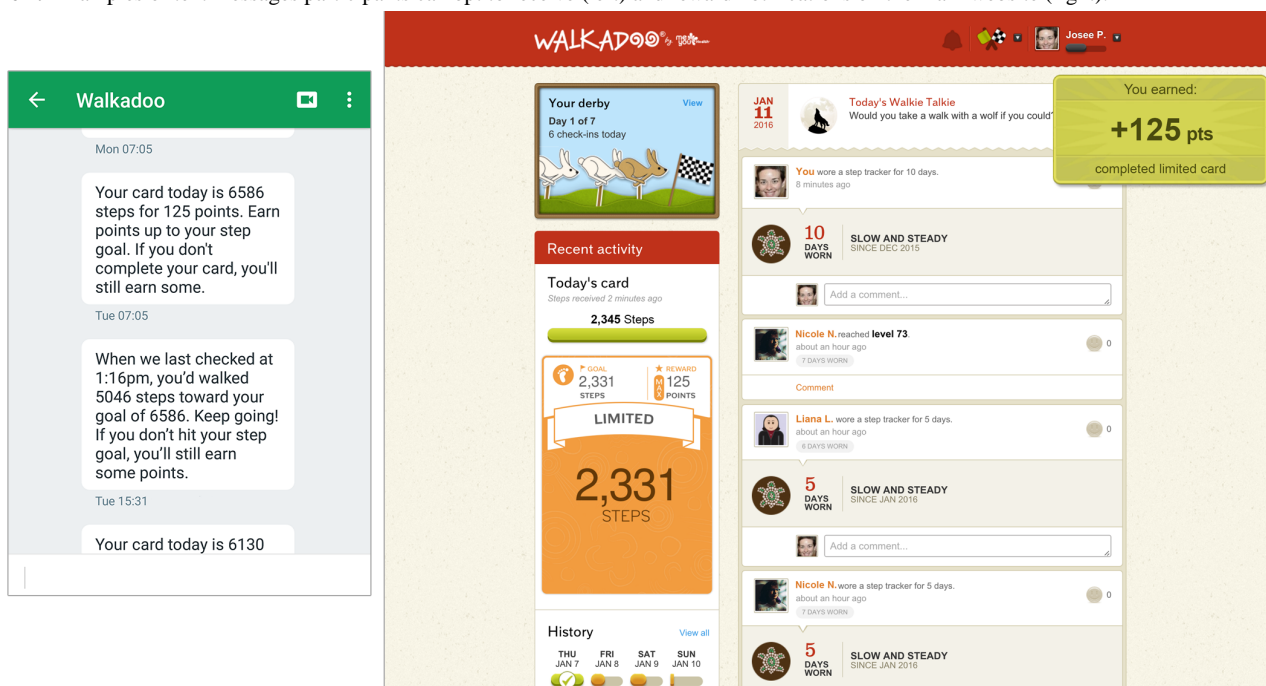 Walkadoo
Mon 07:05
Your card today is 6586
steps for 125 points. Earn
points up to your step
goal. If you don't
complete your card, you'll
still earn some.
Tue 07:05
When we last checked at
1:16pm, you’d walked
5046 steps toward your
goal of 6586. Keep going!
If you don’t hit your step
goal, you’ll still earn
some points.
Tue 15:31
Your card today is 6130
WALKADOO by meYou
Josee P.
Your derby View
Day 1 of 7
6 check-ins today
Recent activity
Today's card
Steps received 2 minutes ago
2,345 Steps
GOAL
2,331
STEPS
REWARD
MAX 125
POINTS
LIMITED
2,331
STEPS
History View all
THU FRI SAT SUN
JAN 7 JAN 8 JAN 9 JAN 10
JAN
11
2016
Today's Walkie Talkie
Would you take a walk with a wolf if you could?
You earned:
+125 pts
completed limited card
You wore a step tracker for 10 days.
8 minutes ago
10
DAYS
WORN
SLOW AND STEADY
SINCE DEC 2015
Add a comment...
Nicole N. reached level 73.
about an hour ago
7 DAYS WORN
0
Comment
Liana L. wore a step tracker for 5 days.
about an hour ago
6 DAYS WORN
0
5
DAYS
WORN
SLOW AND STEADY
SINCE JAN 2016
Add a comment...
Nicole N. wore a step tracker for 5 days.
about an hour ago
7 DAYS WORN
0
5
DAYS
WORN
SLOW AND STEADY
SINCE JAN 2016